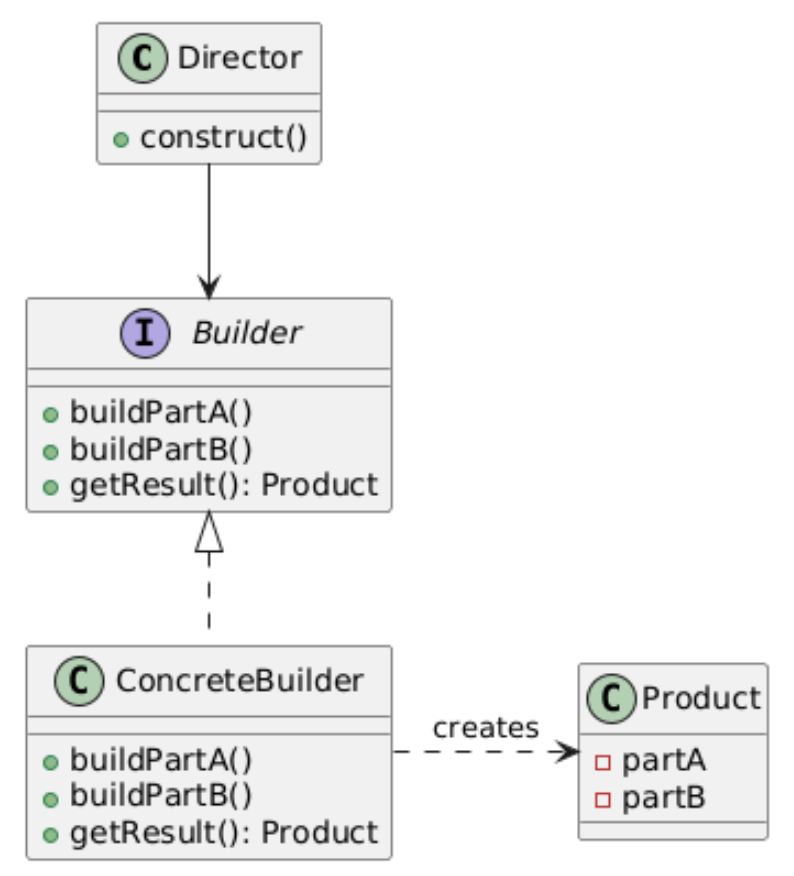 C Director
construct()
I Builder
buildPartA()
buildPartB()
getResult(): Product
C ConcreteBuilder
buildPartA()
buildPartB()
getResult(): Product
creates
C Product
partA
partB